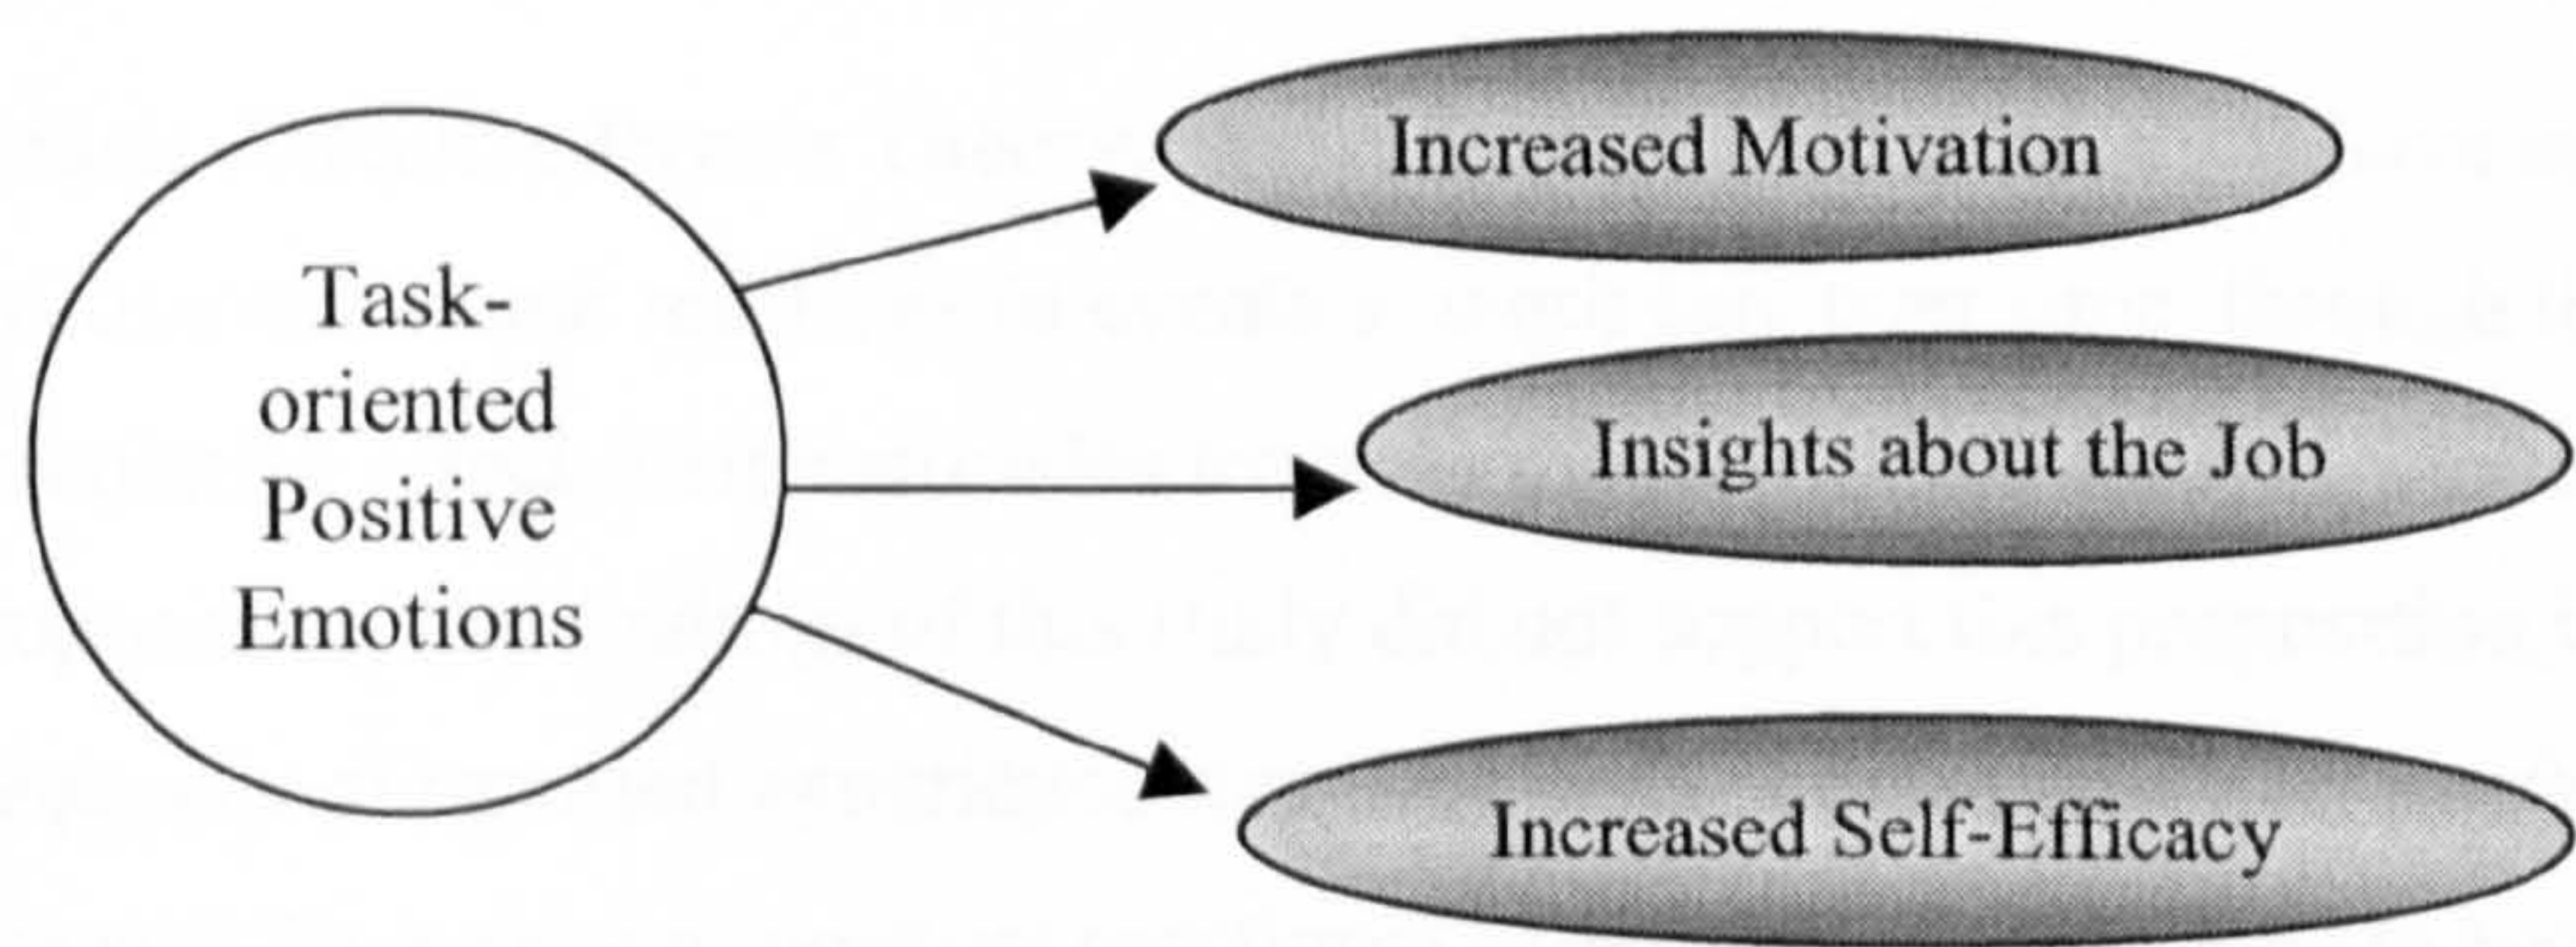 Task-
oriented
Positive
Emotions
Increased Motivation
Insights about the Job
Increased Self-Efficacy